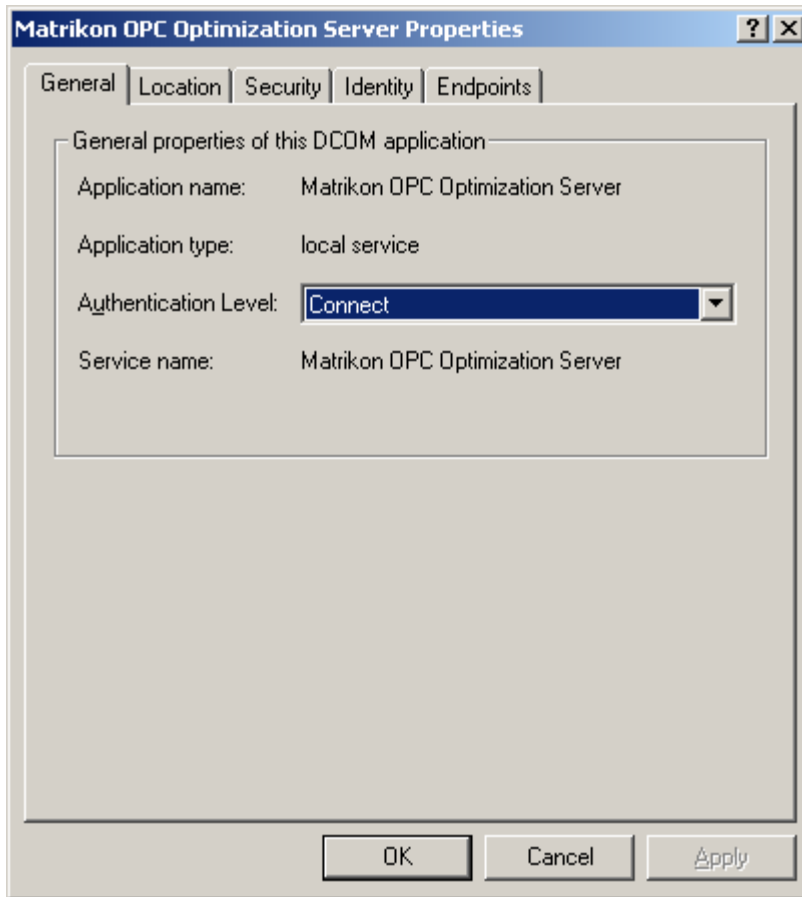 Matrikon OPC Optimization Server Properties
General Location Security Identity Endpoints
General properties of this DCOM application
Application name: Matrikon OPC Optimization Server
Application type: local service
Authentication Level: Connect
Service name: Matrikon OPC Optimization Server
OK Cancel Apply